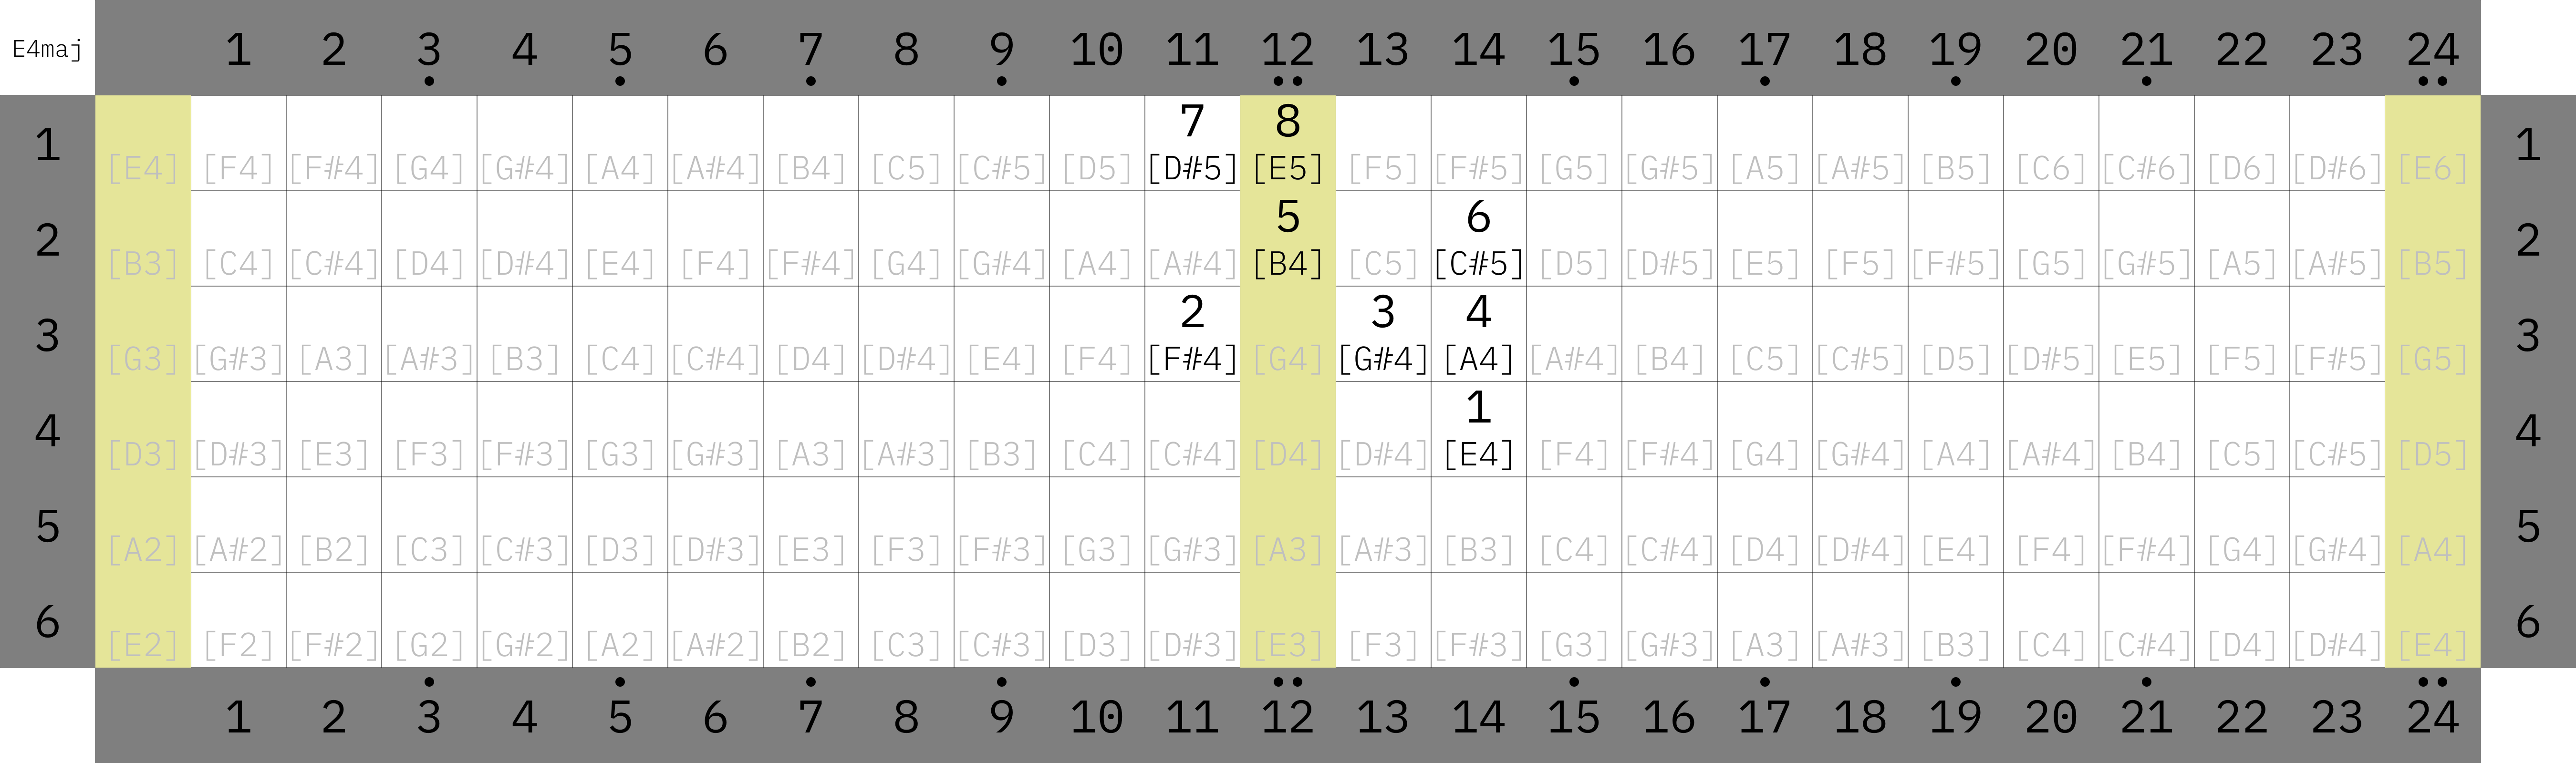 E4maj 1 2 3 4 5 6 7 8 9 10 11 12 13 14 15 16 17 18 19 20 21 22 23 24
7 8
1 [E4] [F4] [F#4] [G4] [G#4] [A4] [A#4] [B4] [C5] [C#5] [D5] [D#5] [E5] [F5] [F#5] [G5] [G#5] [A5] [A#5] [B5] [C6] [C#6] [D6] [D#6] [E6] 1
5 6
2 [B3] [C4] [C#4] [D4] [D#4] [E4] [F4] [F#4] [G4] [G#4] [A4] [A#4] [B4] [C5] [C#5] [D5] [D#5] [E5] [F5] [F#5] [G5] [G#5] [A5] [A#5] [B5] 2
2 3 4
3 [G3] [G#3] [A3] [A#3] [B3] [C4] [C#4] [D4] [D#4] [E4] [F4] [F#4] [G4] [G#4] [A4] [A#4] [B4] [C5] [C#5] [D5] [D#5] [E5] [F5] [F#5] [G5] 3
1
4 [D3] [D#3] [E3] [F3] [F#3] [G3] [G#3] [A3] [A#3] [B3] [C4] [C#4] [D4] [D#4] [E4] [F4] [F#4] [G4] [G#4] [A4] [A#4] [B4] [C5] [C#5] [D5] 4
5 [A2] [A#2] [B2] [C3] [C#3] [D3] [D#3] [E3] [F3] [F#3] [G3] [G#3] [A3] [A#3] [B3] [C4] [C#4] [D4] [D#4] [E4] [F4] [F#4] [G4] [G#4] [A4] 5
6 [E2] [F2] [F#2] [G2] [G#2] [A2] [A#2] [B2] [C3] [C#3] [D3] [D#3] [E3] [F3] [F#3] [G3] [G#3] [A3] [A#3] [B3] [C4] [C#4] [D4] [D#4] [E4] 6
1 2 3 4 5 6 7 8 9 10 11 12 13 14 15 16 17 18 19 20 21 22 23 24